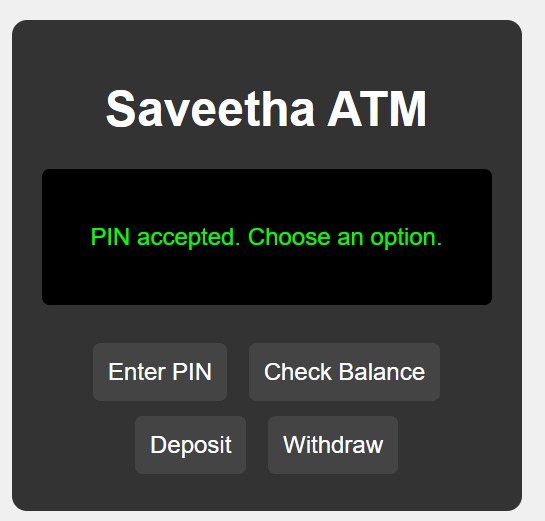 Saveetha ATM
PIN accepted. Choose an option.
Enter PIN Check Balance
Deposit Withdraw